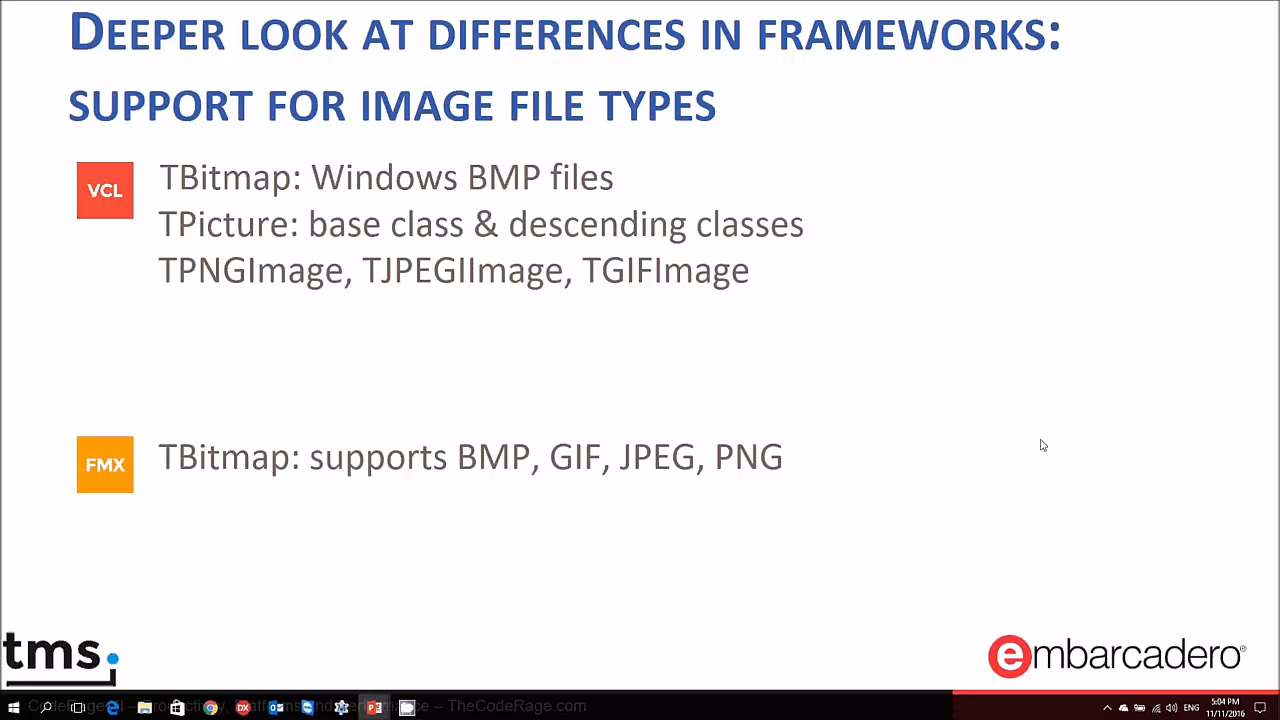 DEEPER LOOK AT DIFFERENCES IN FRAMEWORKS:
SUPPORT FOR IMAGE FILE TYPES
VCL
TBitmap: Windows BMP files
TPicture: base class & descending classes
TPNGImage, TJPEGIImage, TGIFImage
FMX
TBitmap: supports BMP, GIF, JPEG, PNG
tms.
embarcadero®
TheCodeRage.com
ENG
5:04 PM
11/11/2016